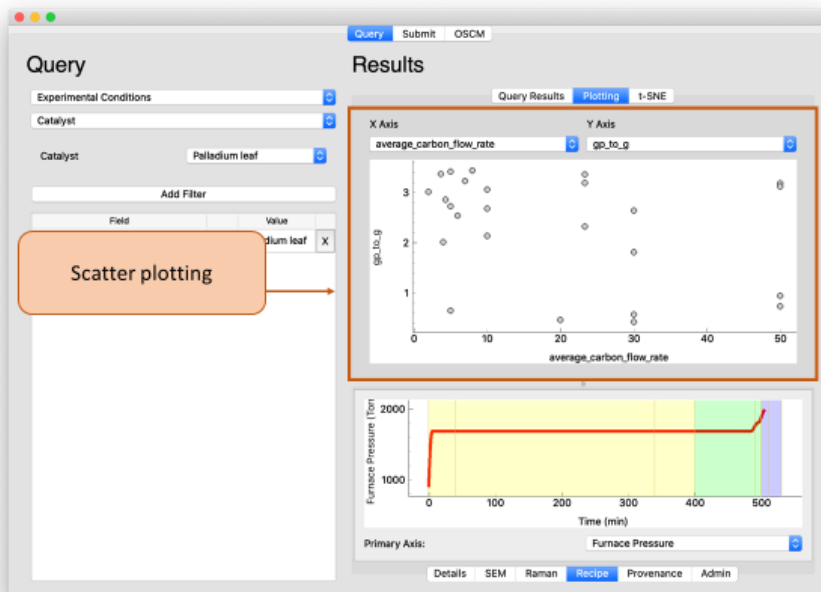 Query Submit OSCM
Query
Results
Experimental Conditions
Catalyst
Catalyst Palladium leaf
Add Filter
Field Value
dium leaf X
Scatter plotting
Query Results Plotting t-SNE
X Axis Y Axis
average_carbon_flow_rate gp_to_g
gp_to_g
3
2
1
0 10 20 30 40 50
average_carbon_flow_rate
Furnace Pressure (Torr
2000
1000
0 100 200 300 400 500
Time (min)
Primary Axis: Furnace Pressure
Details SEM Raman Recipe Provenance Admin